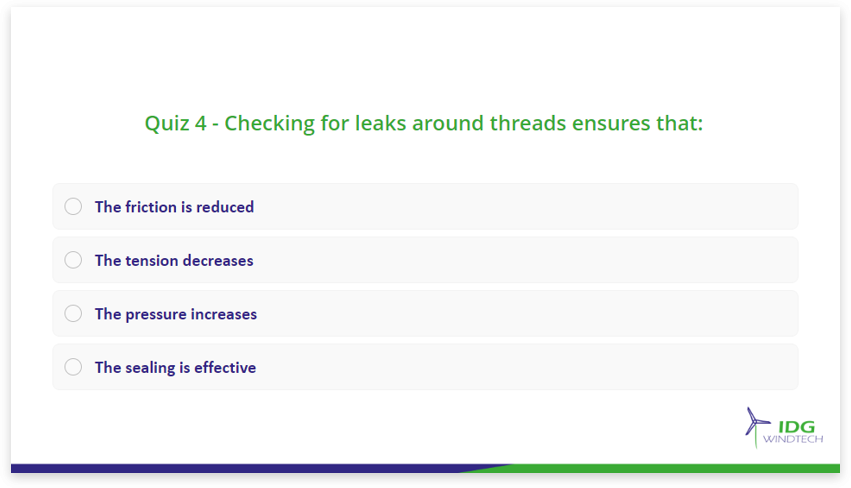 Quiz 4 - Checking for leaks around threads ensures that:
The friction is reduced
The tension decreases
The pressure increases
The sealing is effective
IDG
WINDTECH